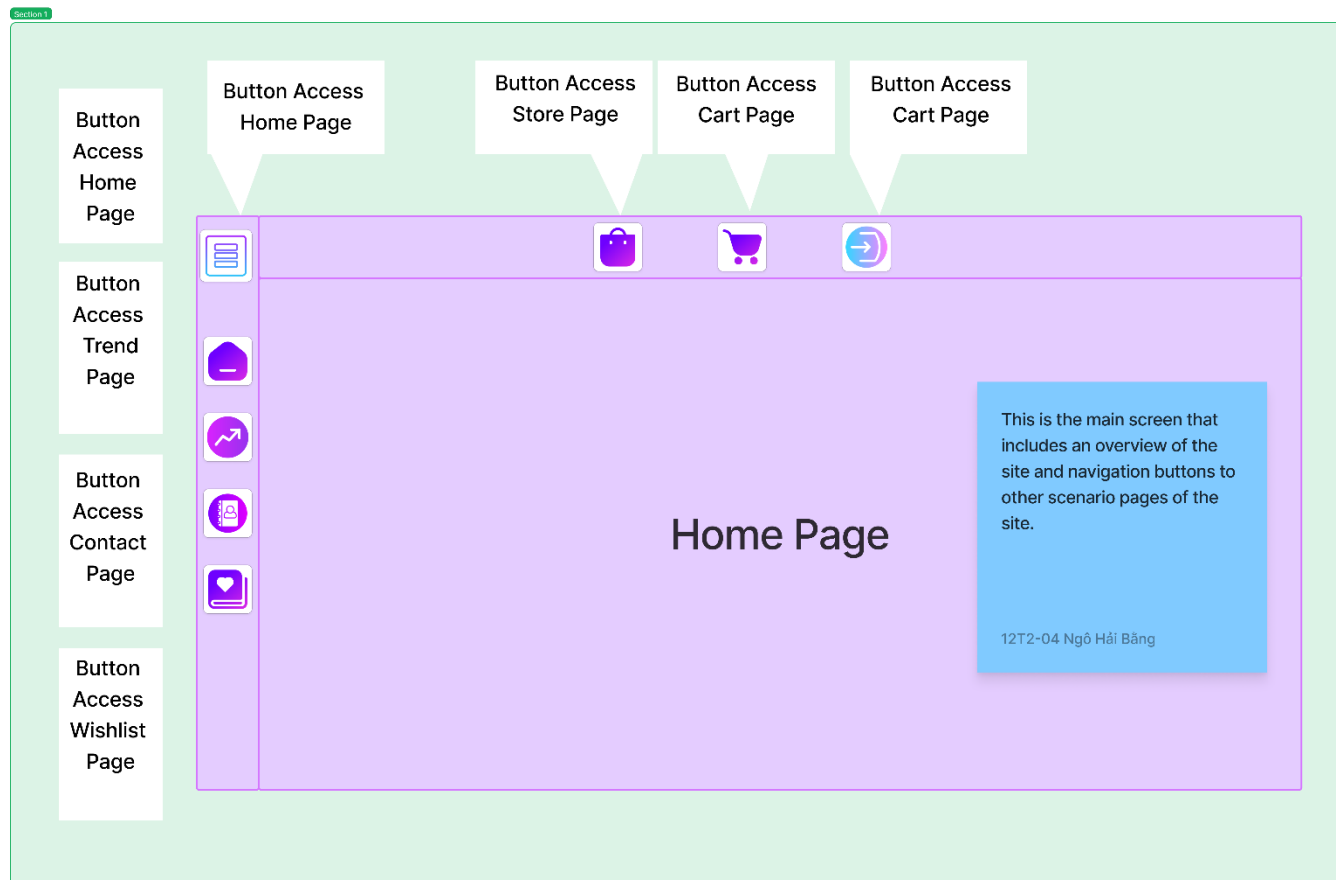 Section 1
Button Access
Home Page
Button Access
Store Page
Button Access
Cart Page
Button Access
Cart Page
Button
Access
Home
Page
Button
Access
Trend
Page
Button
Access
Contact
Page
Button
Access
Wishlist
Page
Home Page
This is the main screen that
includes an overview of the
site and navigation buttons to
other scenario pages of the
site.
12T2-04 Ngô Hải Băng